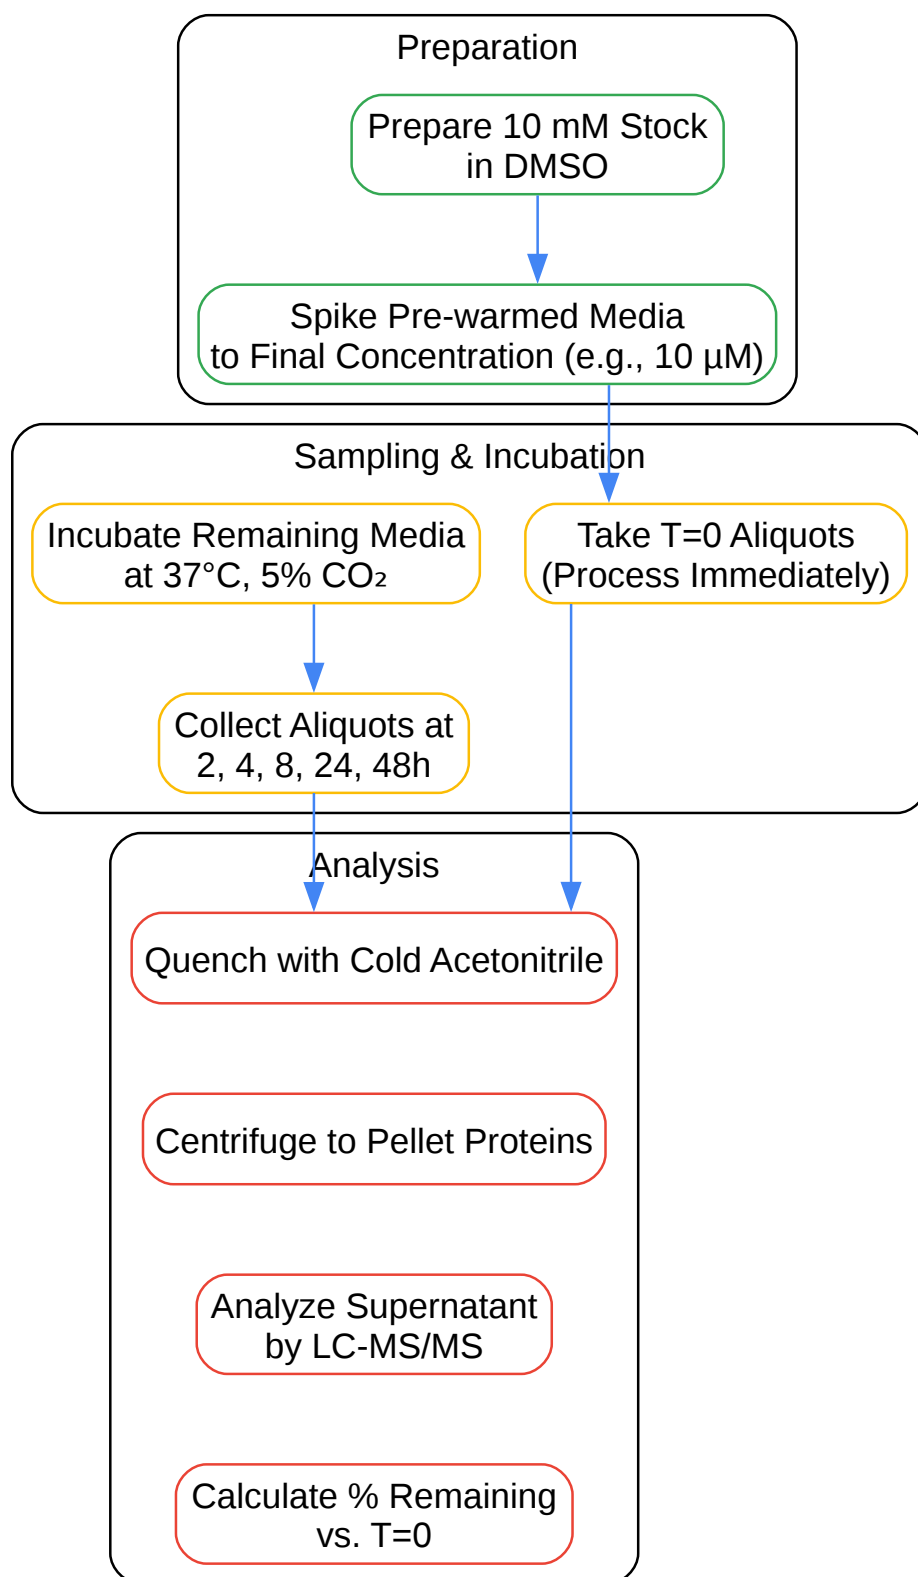 Preparation
Prepare 10 mM Stock
in DMSO
Spike Pre-warmed Media
to Final Concentration (e.g., 10 µM)
Sampling & Incubation
Incubate Remaining Media
at 37°C, 5% CO₂
Take T=0 Aliquots
(Process Immediately)
Collect Aliquots at
2, 4, 8, 24, 48h
Analysis
Quench with Cold Acetonitrile
Centrifuge to Pellet Proteins
Analyze Supernatant
by LC-MS/MS
Calculate % Remaining
vs. T=0